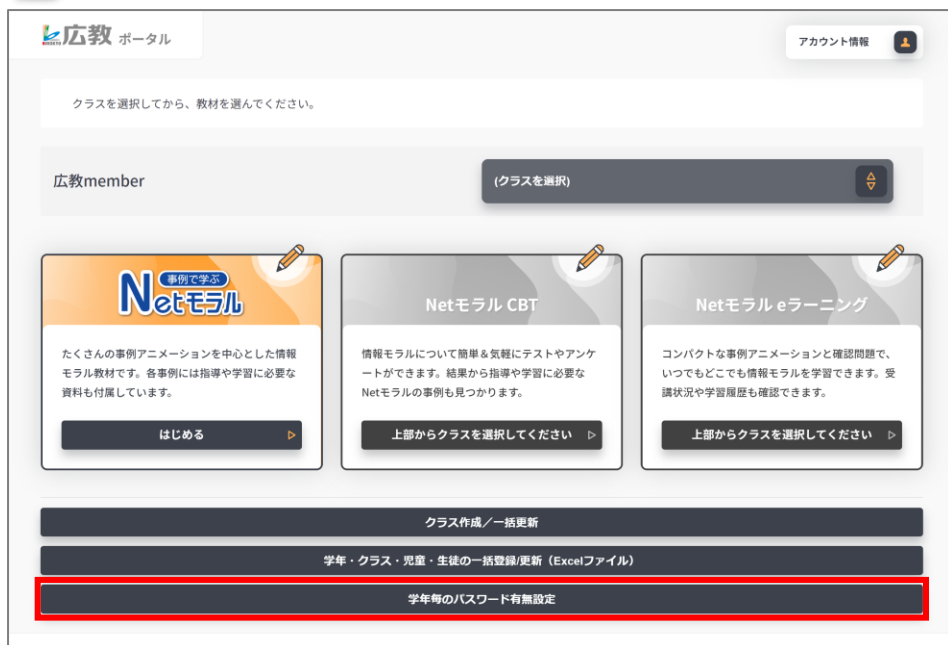 広教 ポータル
アカウント情報
クラスを選択してから、教材を選んでください。
広教member
(クラスを選択)
事例で学ぶ
Netモラル
たくさんの事例アニメーションを中心とした情報
モラル教材です。各事例には指導や学習に必要な
資料も付属しています。
はじめる
Netモラル CBT
情報モラルについて簡単＆気軽にテストやアンケ
ートができます。結果から指導や学習に必要な
Netモラルの事例も見つかります。
上部からクラスを選択してください
Netモラル eラーニング
コンパクトな事例アニメーションと確認問題で、
いつでもどこでも情報モラルを学習できます。受
講状況や学習履歴も確認できます。
上部からクラスを選択してください
クラス作成／一括更新
学年・クラス・児童・生徒の一括登録/更新（Excelファイル）
学年毎のパスワード有無設定